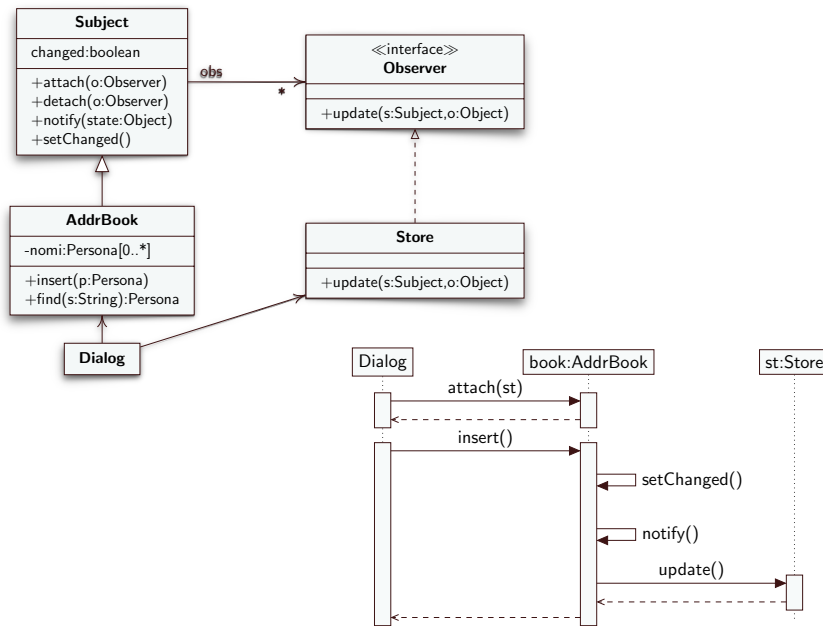 Subject
changed:boolean
+attach(o:Observer)
+detach(o:Observer)
+notify(state:Object)
+setChanged()
obs
*
≪interface≫
Observer
+update(s:Subject,o:Object)
AddrBook
-nomi:Persona[0..*]
+insert(p:Persona)
+find(s:String):Persona
Store
+update(s:Subject,o:Object)
Dialog
Dialog
book:AddrBook
st:Store
attach(st)
insert()
setChanged()
notify()
update()